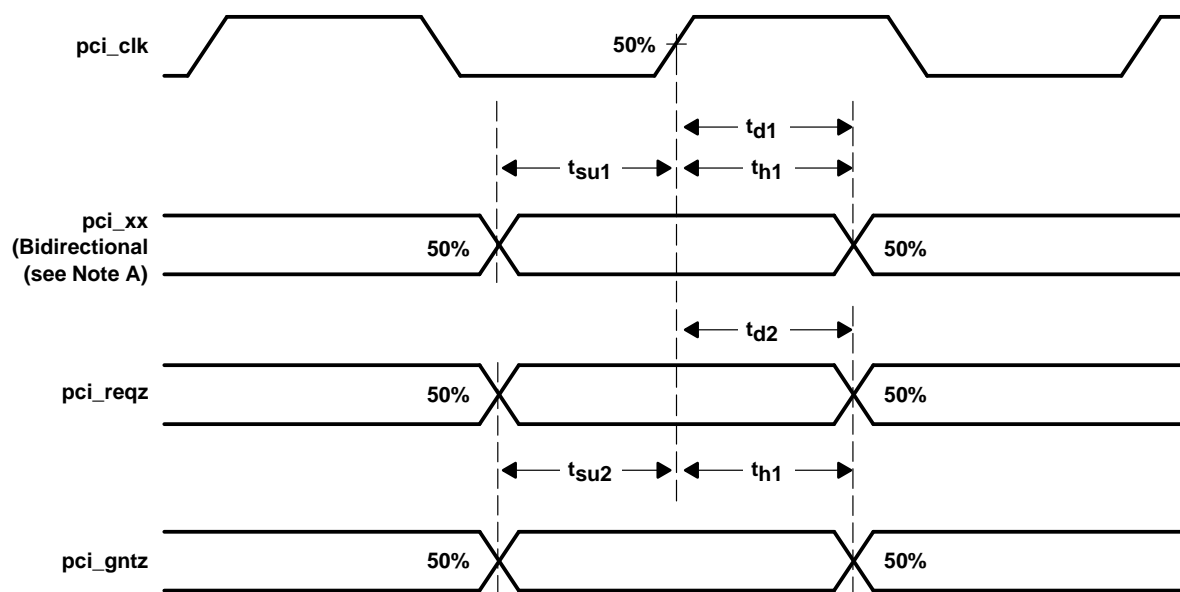 pci_clk
50%
td1
tsu1
th1
pci_xx
(Bidirectional
(see Note A)
50%
50%
td2
pci_reqz
50%
50%
tsu2
th1
pci_gntz
50%
50%